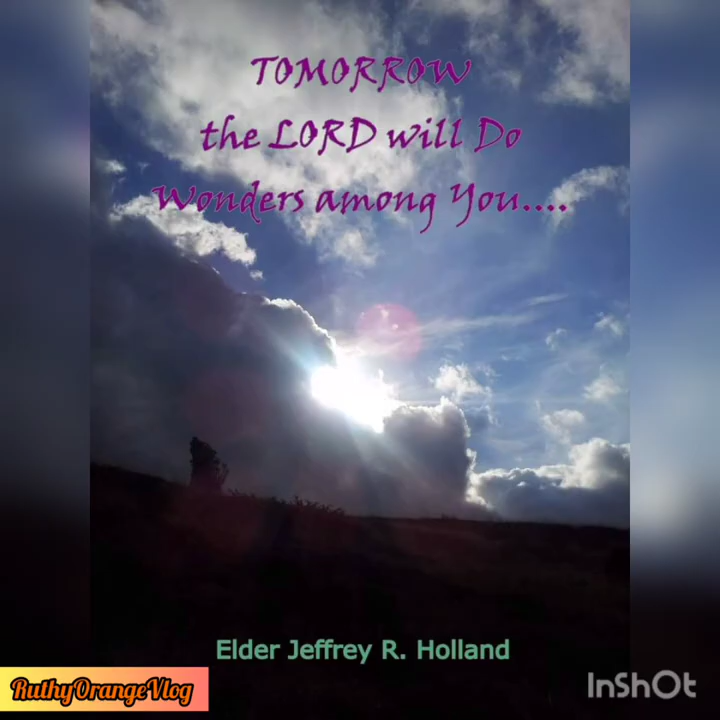 TOMORROW
the LORD will Do
Wonders among You....
Elder Jeffrey R. Holland
RuthyOrangeVlog
InShOt